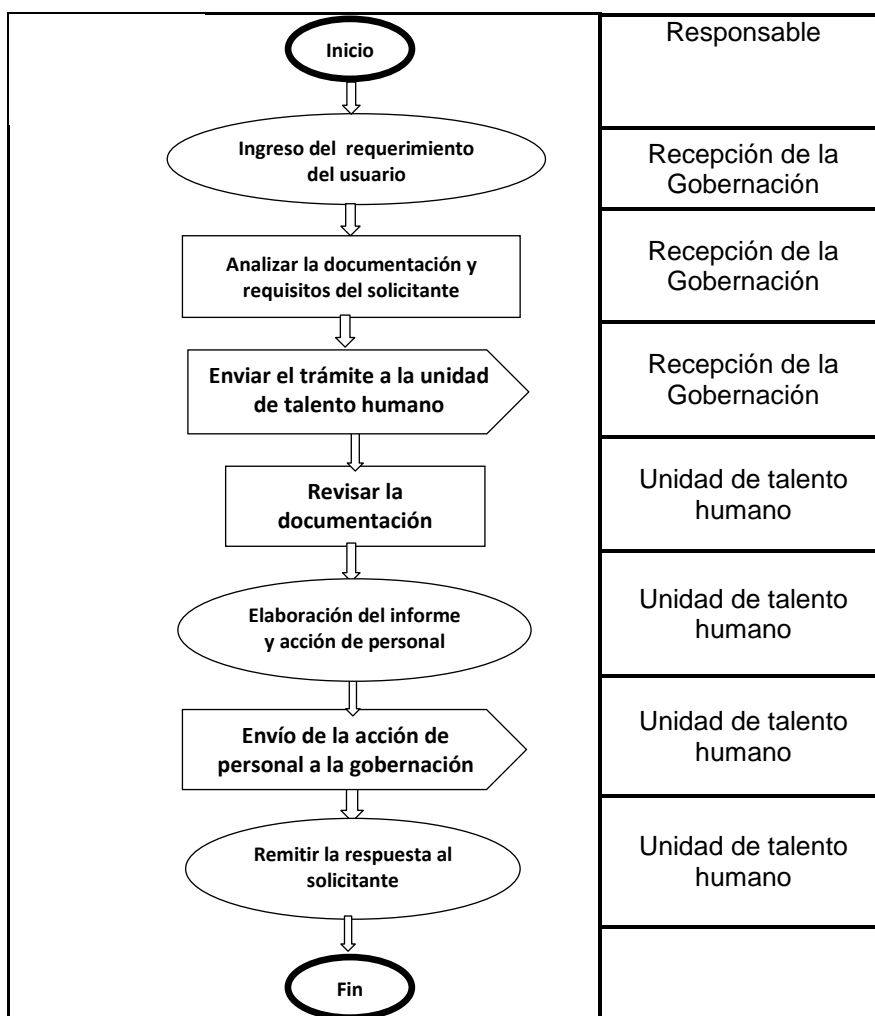 Responsable
Inicio
Ingreso del requerimiento
del usuario
Recepción de la
Gobernación
Analizar la documentación y
requisitos del solicitante
Recepción de la
Gobernación
Enviar el trámite a la unidad
de talento humano
Recepción de la
Gobernación
Revisar la
documentación
Unidad de talento
humano
Elaboración del informe
y acción de personal
Unidad de talento
humano
Envío de la acción de
personal a la gobernación
Unidad de talento
humano
Remitir la respuesta al
solicitante
Unidad de talento
humano
Fin